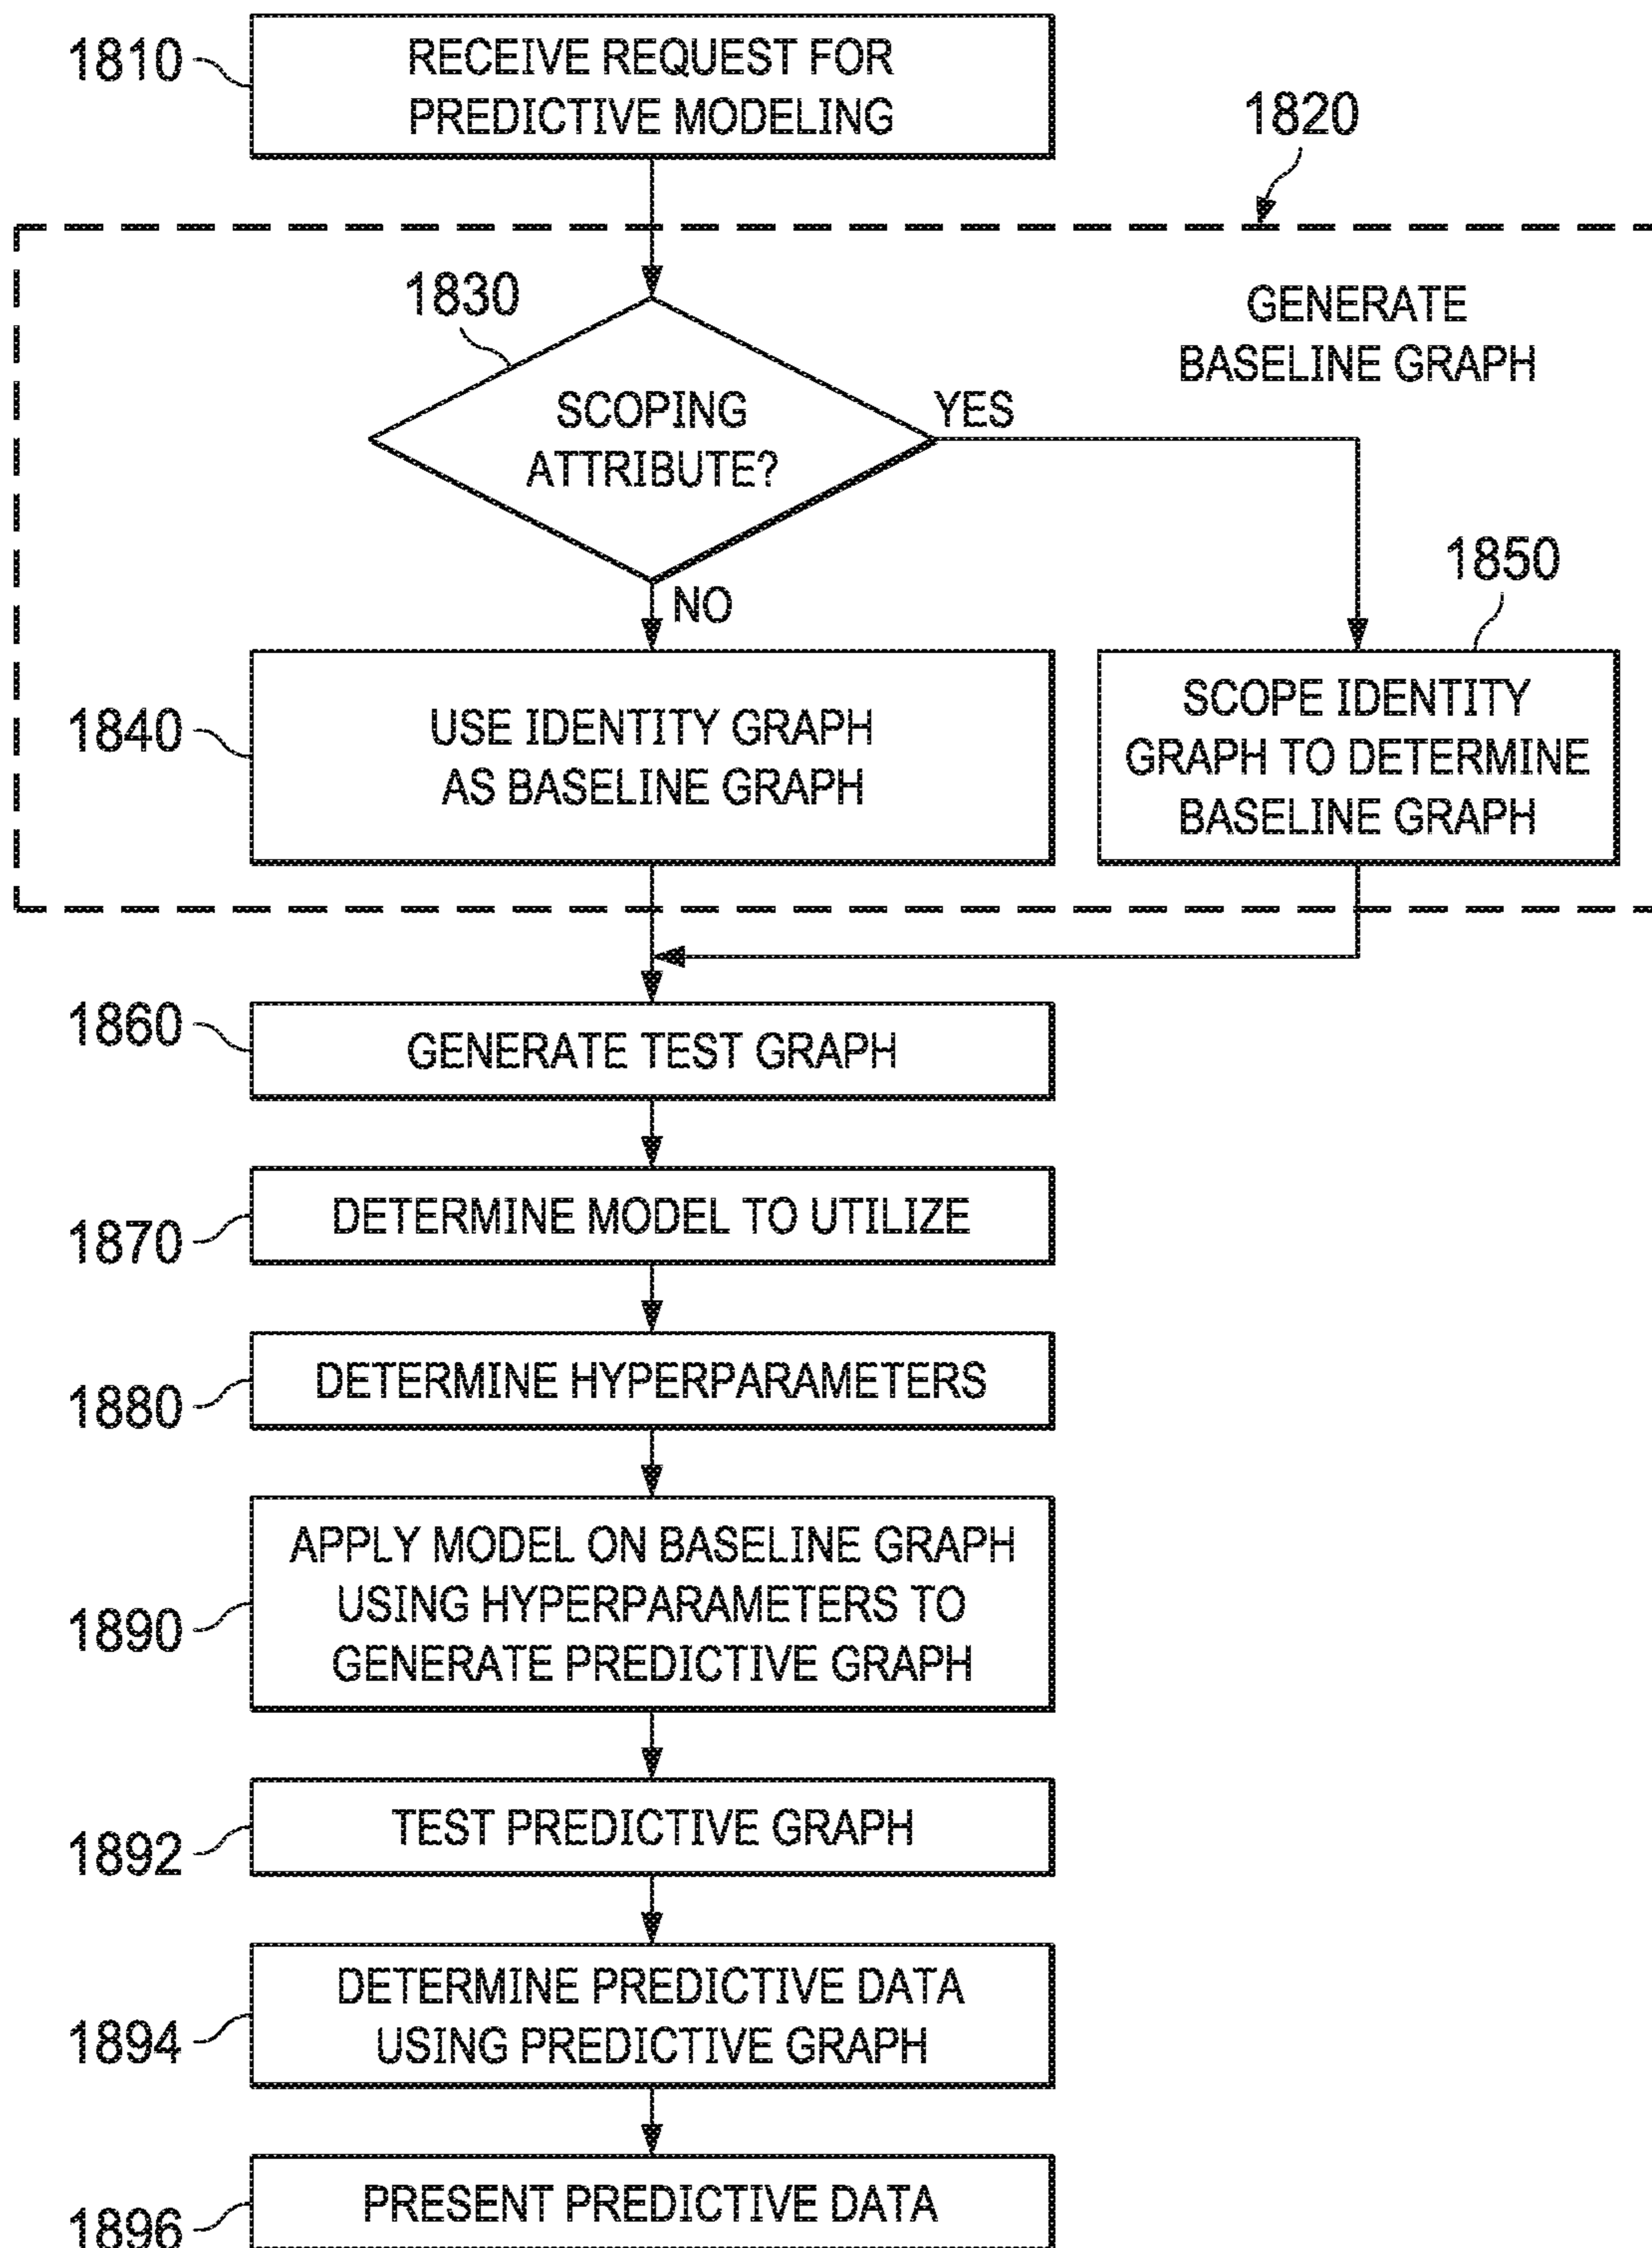 1810
RECEIVE REQUEST FOR
PREDICTIVE MODELING
1820
1830
GENERATE
BASELINE GRAPH
SCOPING
ATTRIBUTE?
YES
NO
1850
1840
USE IDENTITY GRAPH
AS BASELINE GRAPH
SCOPE IDENTITY
GRAPH TO DETERMINE
BASELINE GRAPH
1860
GENERATE TEST GRAPH
1870
DETERMINE MODEL TO UTILIZE
1880
DETERMINE HYPERPARAMETERS
1890
APPLY MODEL ON BASELINE GRAPH
USING HYPERPARAMETERS TO
GENERATE PREDICTIVE GRAPH
1892
TEST PREDICTIVE GRAPH
1894
DETERMINE PREDICTIVE DATA
USING PREDICTIVE GRAPH
1896
PRESENT PREDICTIVE DATA